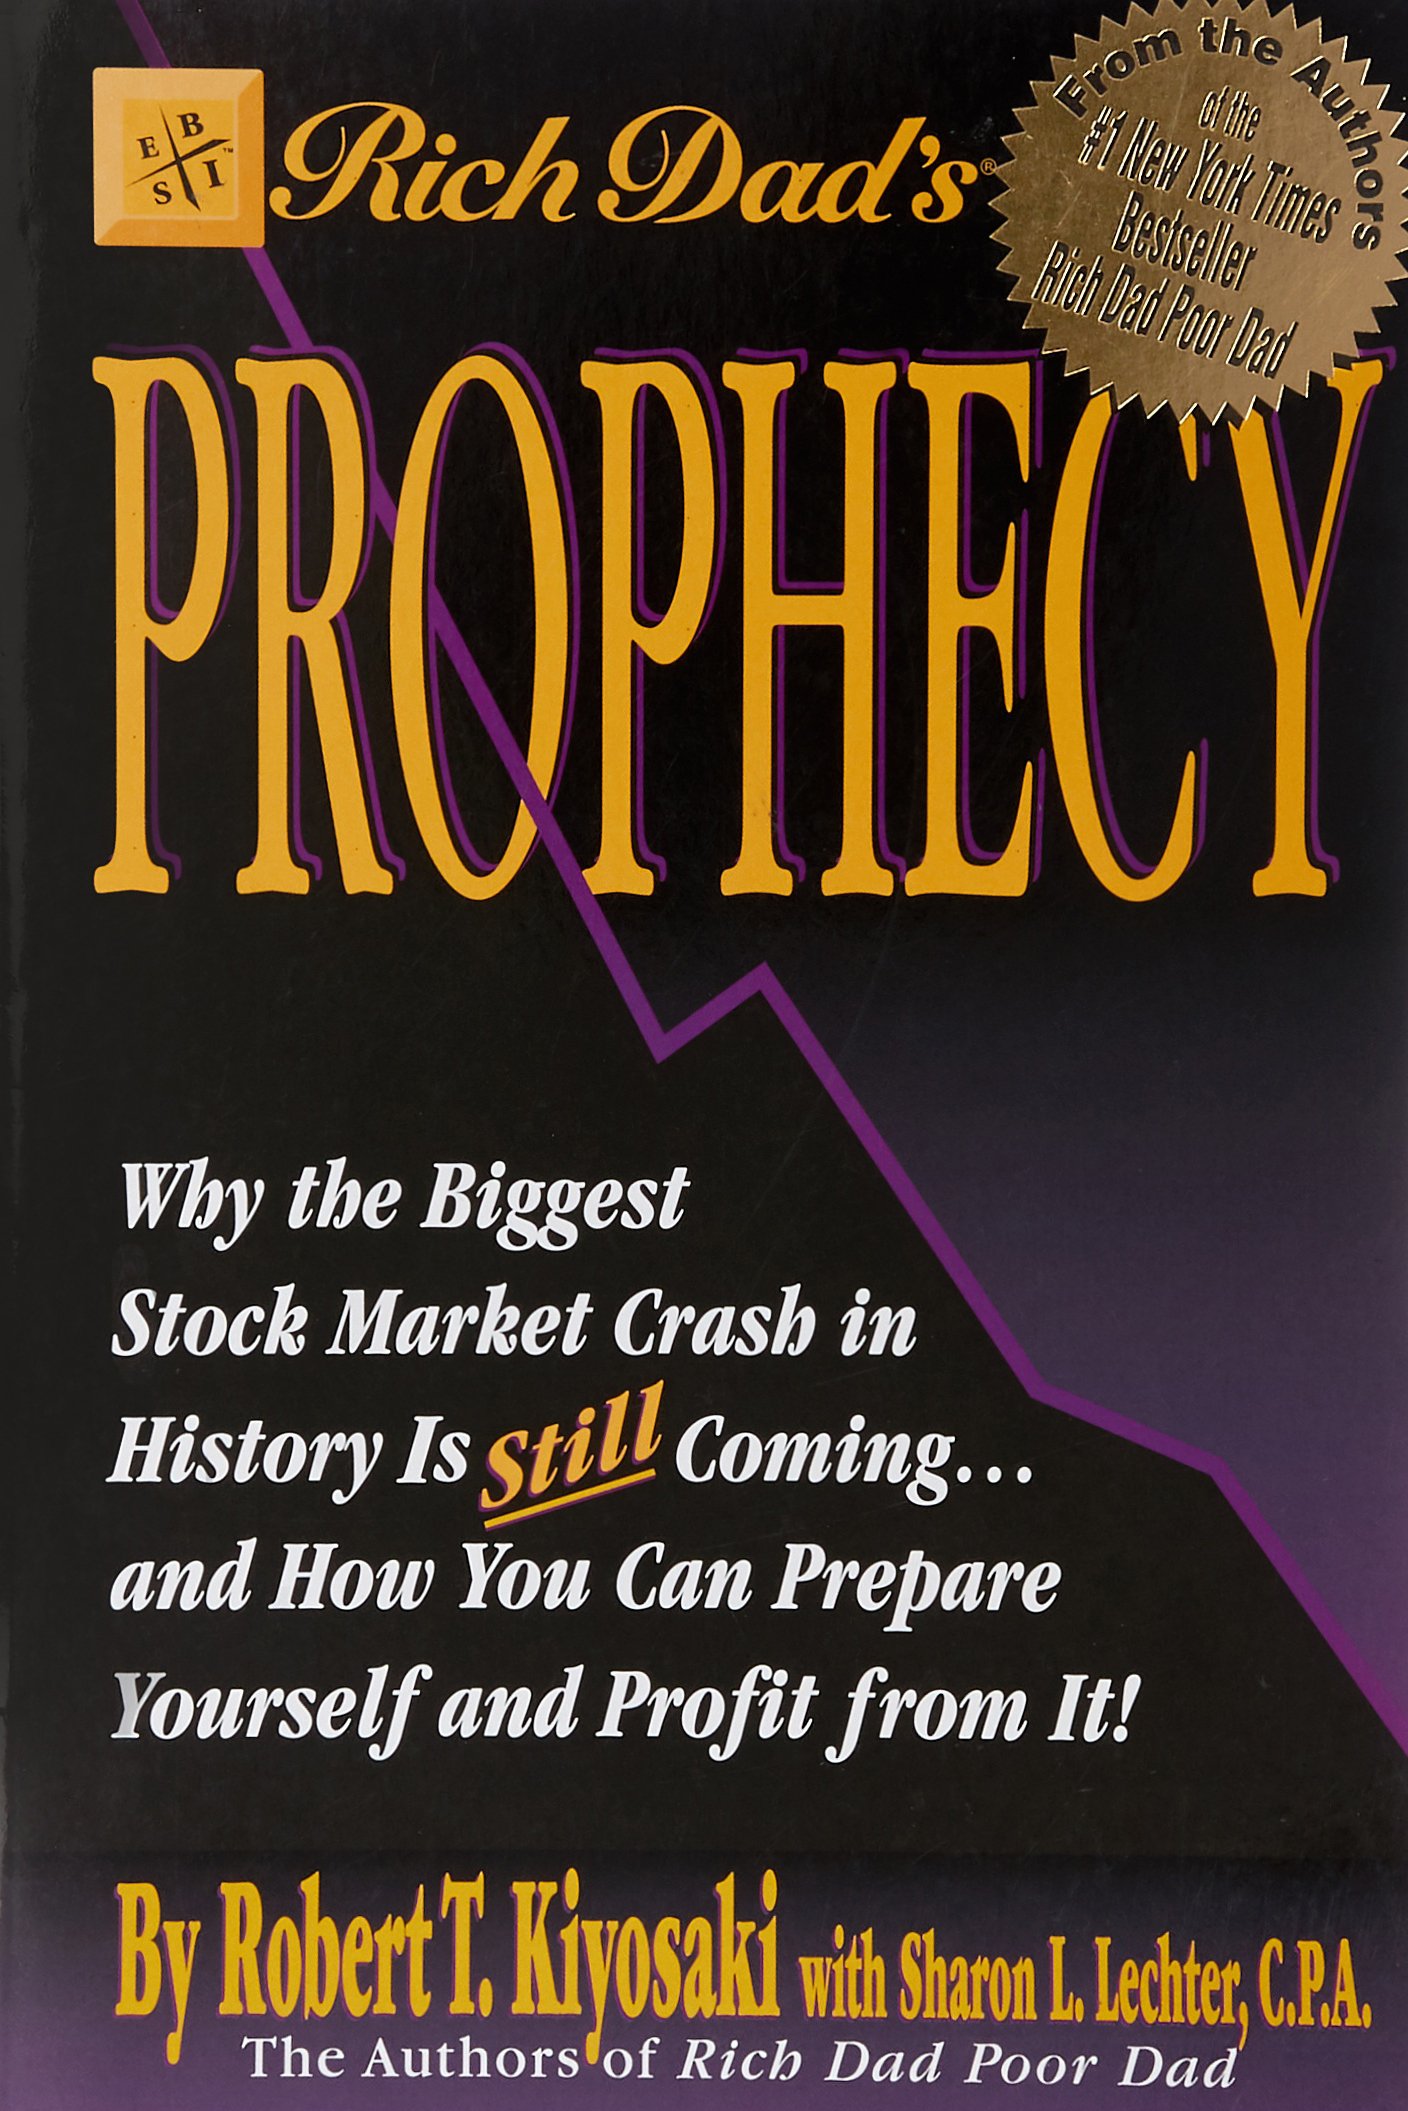 E B
S I ™
Rich Dad's®
From the Authors
of the
#1 New York Times
Bestseller
Rich Dad Poor Dad
PROPHECY
Why the Biggest
Stock Market Crash in
History Is Still Coming...
and How You Can Prepare
Yourself and Profit from It!
By Robert T. Kiyosaki with Sharon L. Lechter, C.P.A.
The Authors of Rich Dad Poor Dad